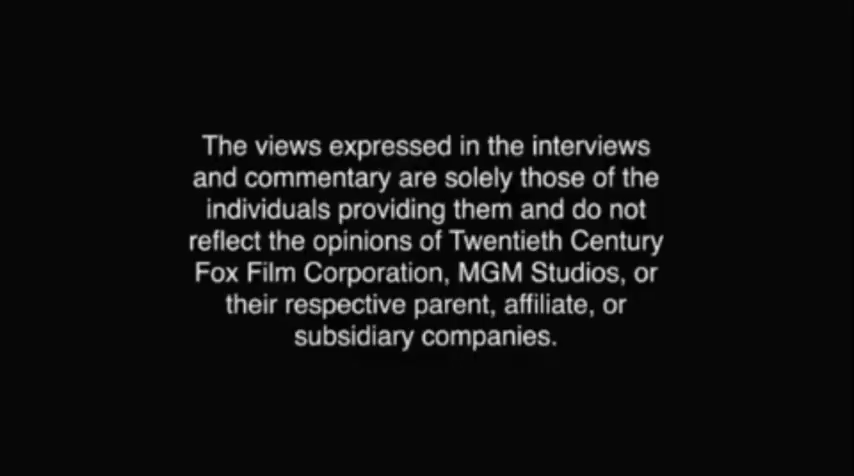 The views expressed in the interviews
and commentary are solely those of the
individuals providing them and do not
reflect the opinions of Twentieth Century
Fox Film Corporation, MGM Studios, or
their respective parent, affiliate, or
subsidiary companies.